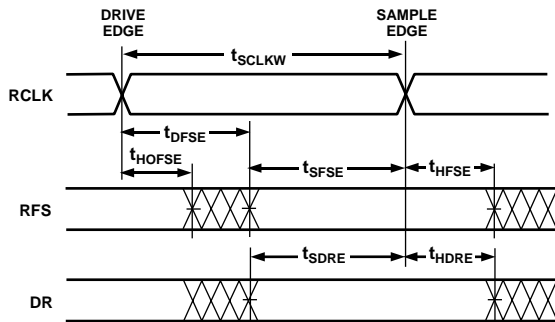 DRIVE
EDGE
SAMPLE
EDGE
tSCLKW
RCLK
tDFSE
tHOFSE
tSFSE
tHFSE
RFS
tSDRE
tHDRE
DR